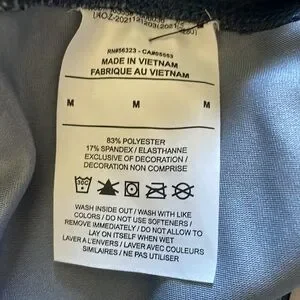 RN#56323 - CA#05553
MADE IN VIETNAM
FABRIQUE AU VIETNAM
M M M
83% POLYESTER
17% SPANDEX / ELASTHANNE
EXCLUSIVE OF DECORATION /
DECORATION NON COMPRISE
30C
WASH INSIDE OUT / WASH WITH LIKE
COLORS / DO NOT USE SOFTENERS /
REMOVE IMMEDIATELY / DO NOT ALLOW TO
LAY ON ITSELF WHEN WET
LAVER A L'ENVERS / LAVER AVEC COULEURS
SIMILAIRES / NE PAS UTILISER